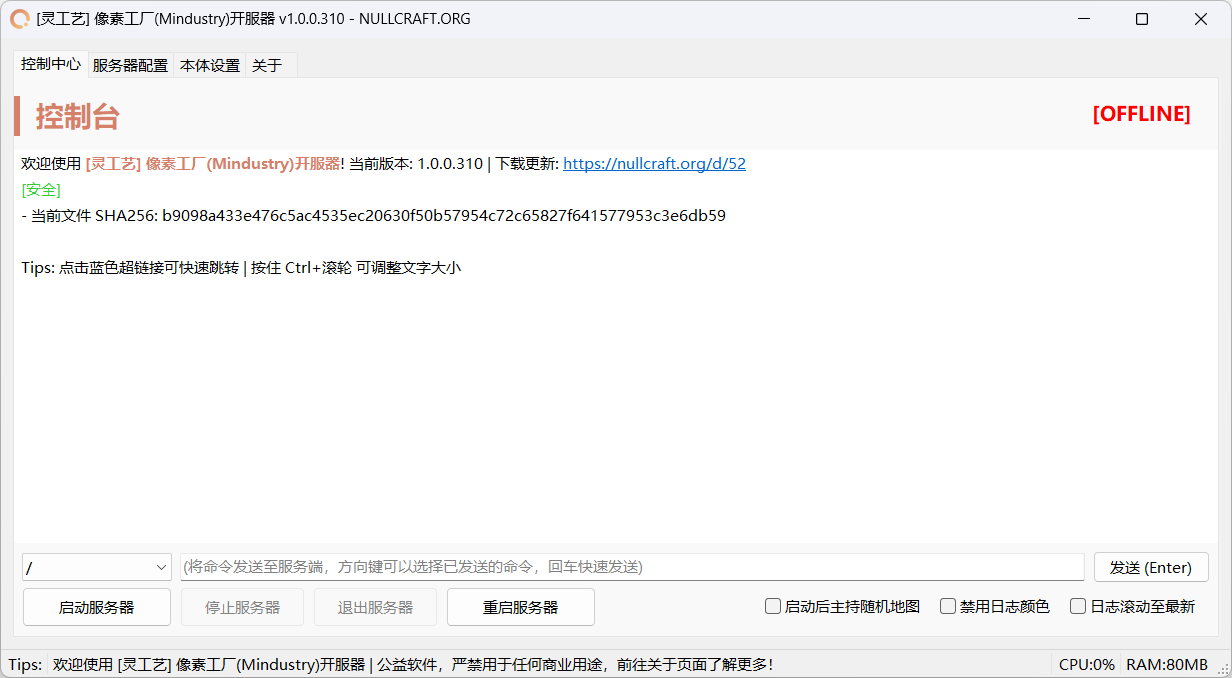 [灵工艺] 像素工厂(Mindustry)开服器 v1.0.0.310 - NULLCRAFT.ORG
控制中心 服务器配置 本体设置 关于
控制台
[OFFLINE]
欢迎使用 [灵工艺] 像素工厂(Mindustry)开服器! 当前版本: 1.0.0.310 | 下载更新: https://nullcraft.org/d/52
[安全]
- 当前文件 SHA256: b9098a433e476c5ac4535ec20630f50b57954c72c65827f641577953c3e6db59
Tips: 点击蓝色超链接可快速跳转 | 按住 Ctrl+滚轮 可调整文字大小
/ (将命令发送至服务端，方向键可以选择已发送的命令，回车快速发送) 发送 (Enter)
启动服务器 停止服务器 退出服务器 重启服务器 启动后主持随机地图 禁用日志颜色 日志滚动至最新
Tips: 欢迎使用 [灵工艺] 像素工厂(Mindustry)开服器 | 公益软件，严禁用于任何商业用途，前往关于页面了解更多! CPU:0% RAM:80MB